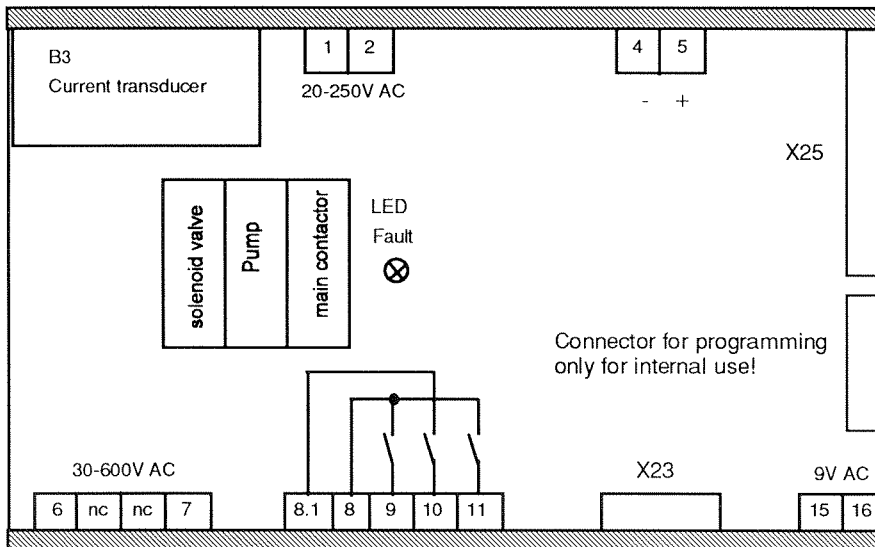 B3
Current transducer
1 2
20-250V AC
4 5
- +
X25
solenoid valve
Pump
main contactor
LED
Fault
Connector for programming
only for internal use!
30-600V AC
6 nc nc 7
8.1 8 9 10 11
X23
9V AC
15 16